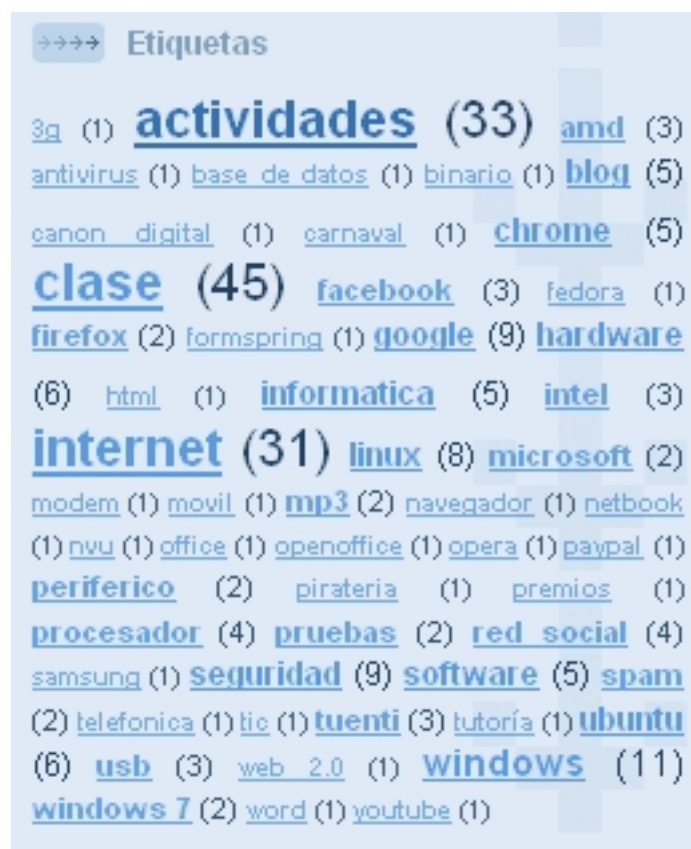 →→→→ Etiquetas
3g (1) actividades (33) amd (3)
antivirus (1) base de datos (1) binario (1) blog (5)
canon digital (1) carnaval (1) chrome (5)
clase (45) facebook (3) fedora (1)
firefox (2) formspring (1) google (9) hardware
(6) html (1) informatica (5) intel (3)
internet (31) linux (8) microsoft (2)
modem (1) movil (1) mp3 (2) navegador (1) netbook
(1) nvu (1) office (1) openoffice (1) opera (1) paypal (1)
periferico (2) pirateria (1) premios (1)
procesador (4) pruebas (2) red social (4)
samsung (1) seguridad (9) software (5) spam
(2) telefonica (1) tic (1) tuenti (3) tutoría (1) ubuntu
(6) usb (3) web 2.0 (1) windows (11)
windows 7 (2) word (1) youtube (1)